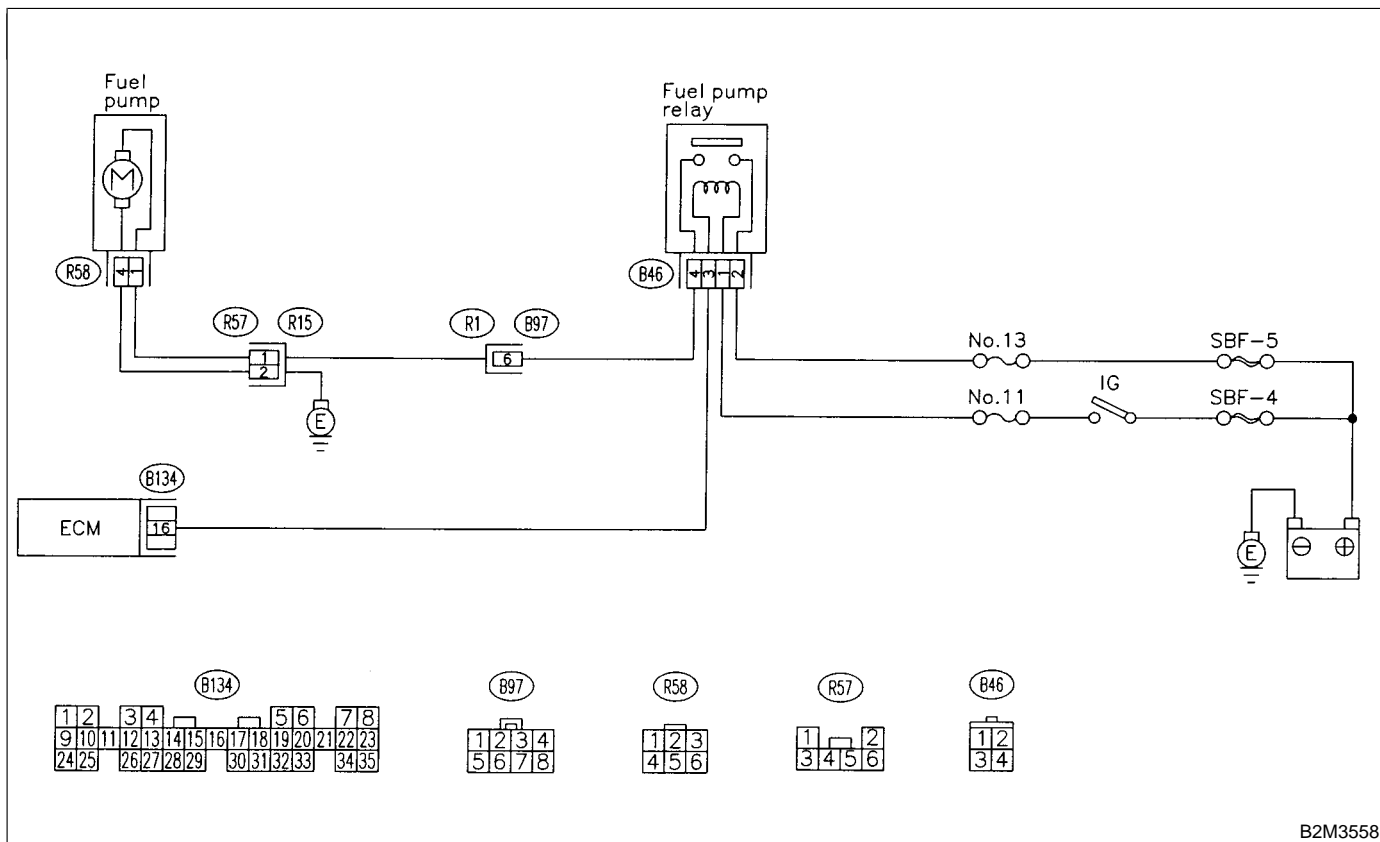 Fuel
pump
Fuel pump
relay
M
R58
4 1
B46
4 3 1 2
R57 R15 R1 B97
1
2
6
No.13 SBF-5
No.11 IG SBF-4
E
B134
ECM
16
E
⊖ ⊕
B134
1 2 3 4 5 6 7 8
9 10 11 12 13 14 15 16 17 18 19 20 21 22 23
24 25 26 27 28 29 30 31 32 33 34 35
B97
1 2 3 4
5 6 7 8
R58
1 2 3
4 5 6
R57
1 2
3 4 5 6
B46
1 2
3 4
B2M3558